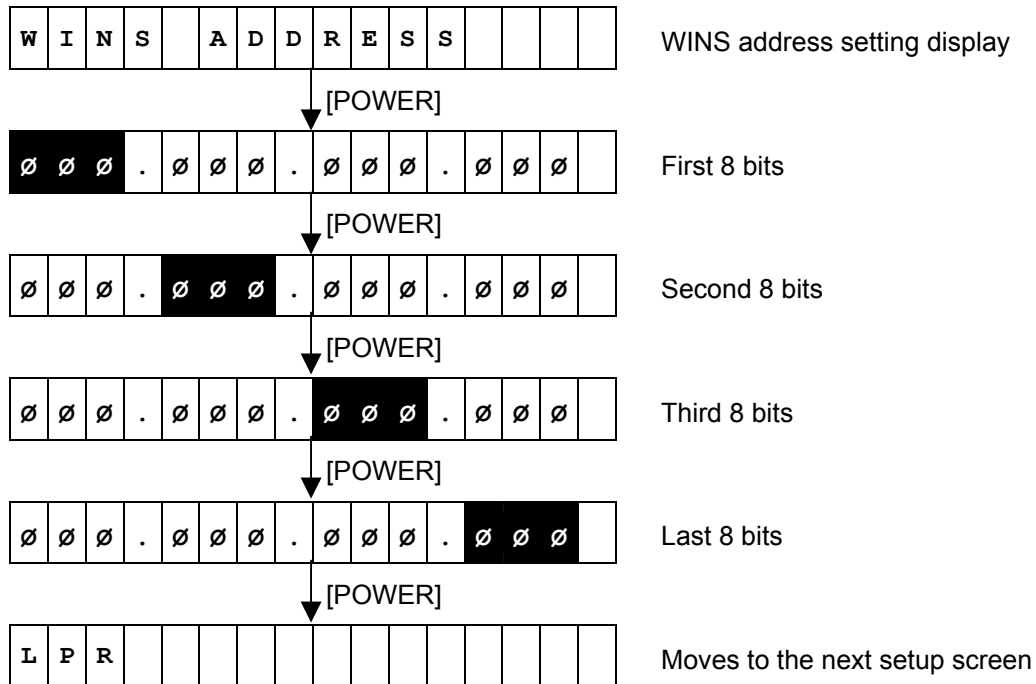 WINS ADDRESS WINS address setting display
[POWER]
ØØØ.ØØØ.ØØØ.ØØØ First 8 bits
[POWER]
ØØØ.ØØØ.ØØØ.ØØØ Second 8 bits
[POWER]
ØØØ.ØØØ.ØØØ.ØØØ Third 8 bits
[POWER]
ØØØ.ØØØ.ØØØ.ØØØ Last 8 bits
[POWER]
LPR Moves to the next setup screen